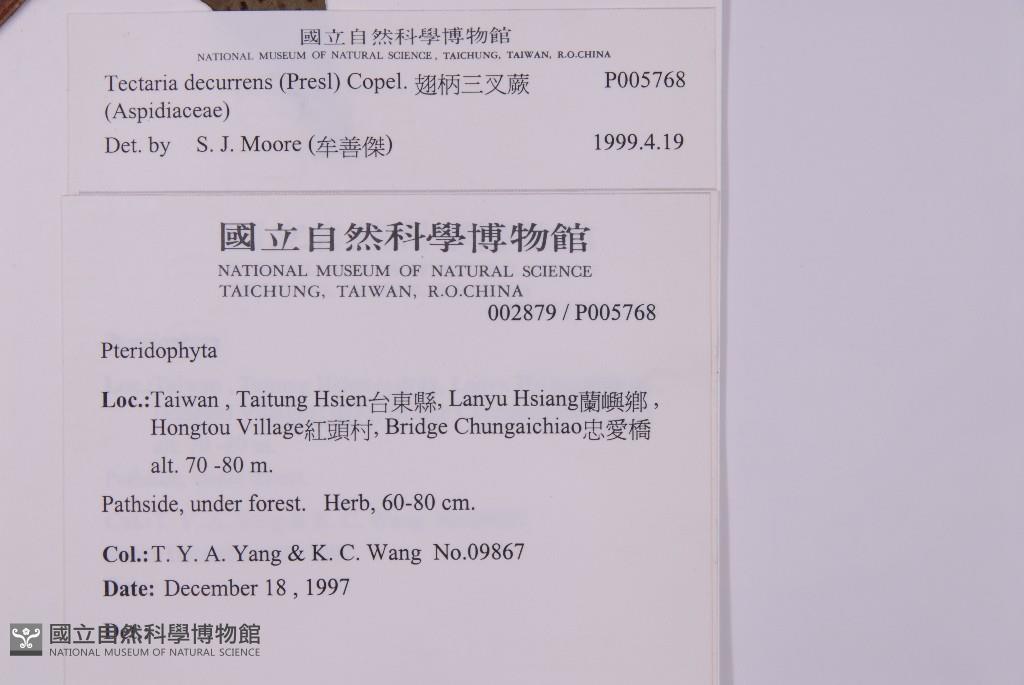 國立自然科學博物館
NATIONAL MUSEUM OF NATURAL SCIENCE, TAICHUNG, TAIWAN, R.O.CHINA
Tectaria decurrens (Presl) Copel. 翅柄三叉蕨 P005768
(Aspidiaceae)
Det. by S. J. Moore (牟善傑) 1999.4.19
國立自然科學博物館
NATIONAL MUSEUM OF NATURAL SCIENCE
TAICHUNG, TAIWAN, R.O.CHINA
002879 / P005768
Pteridophyta
Loc.:Taiwan , Taitung Hsien台東縣, Lanyu Hsiang蘭嶼鄉 ,
Hongtou Village紅頭村, Bridge Chungaichiao忠愛橋
alt. 70 -80 m.
Pathside, under forest. Herb, 60-80 cm.
Col.:T. Y. A. Yang & K. C. Wang No.09867
Date: December 18 , 1997
Det.:
國立自然科學博物館
NATIONAL MUSEUM OF NATURAL SCIENCE